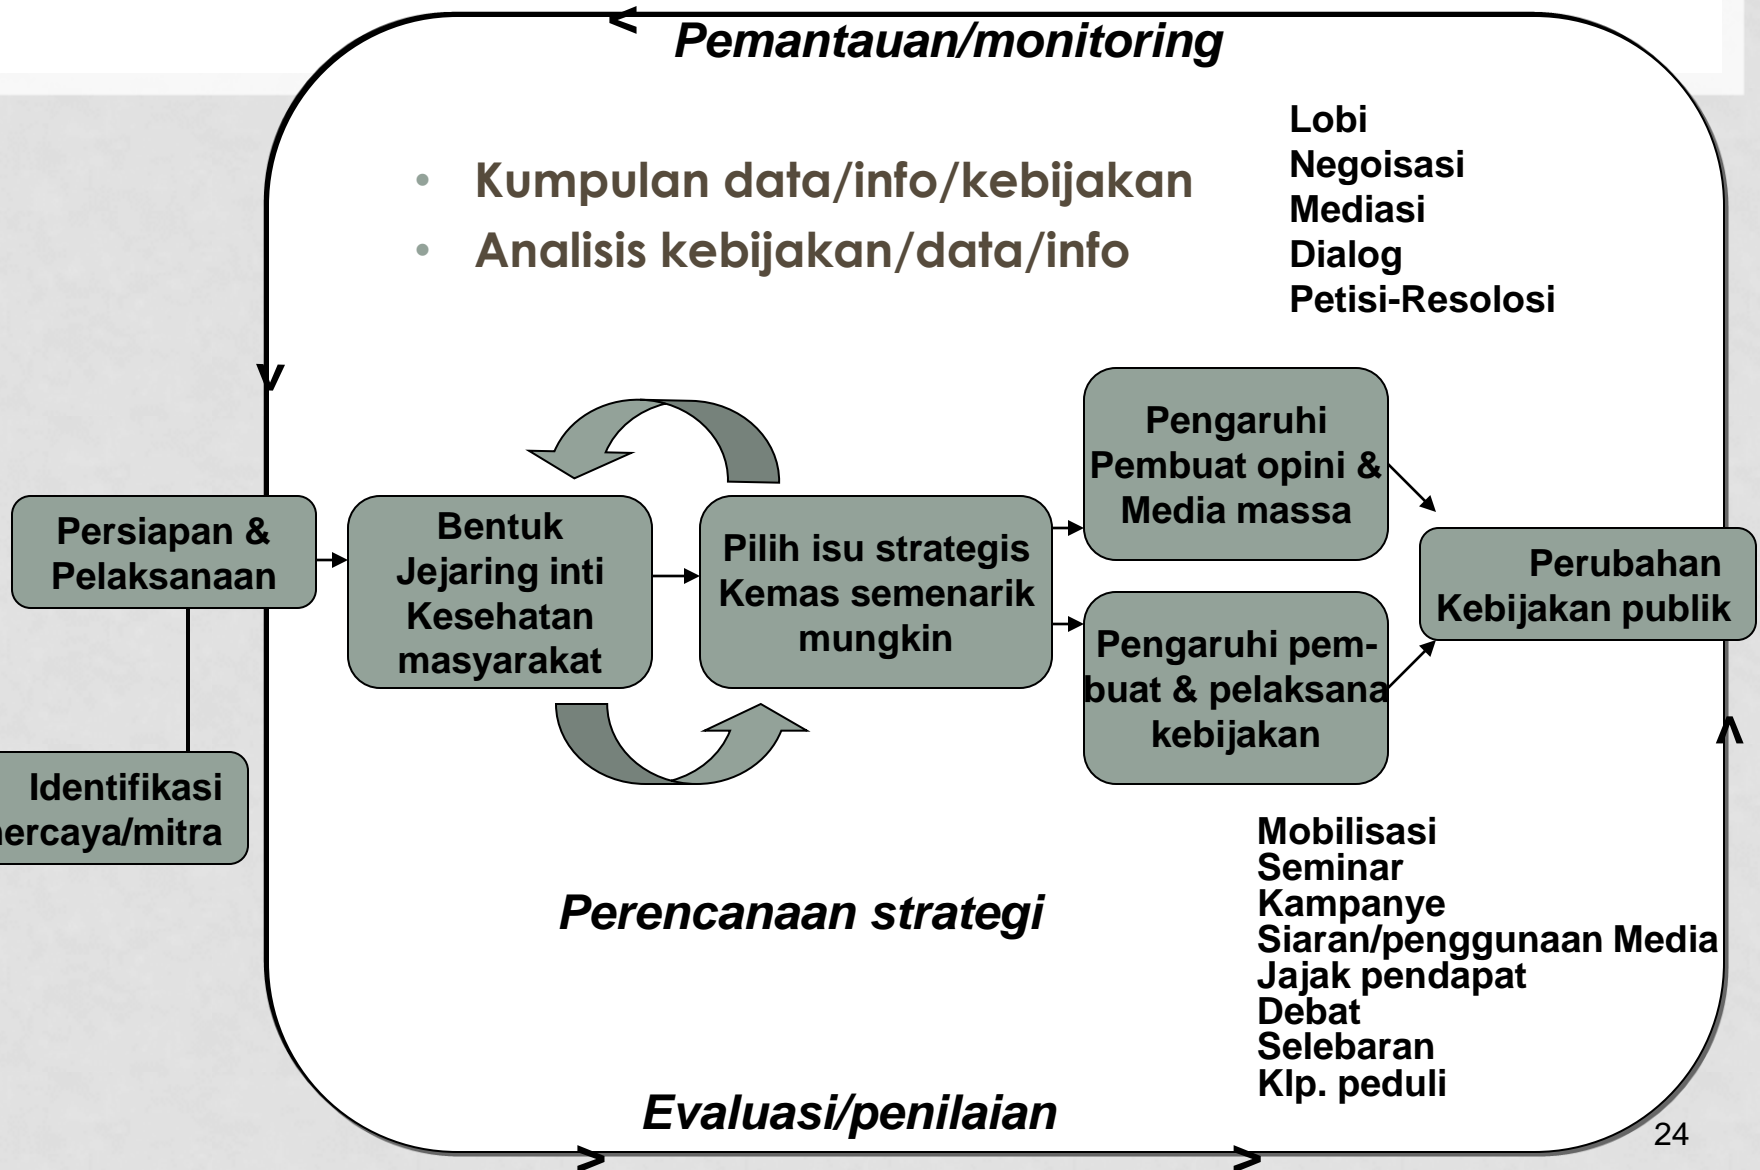 Pemantauan/monitoring
• Kumpulan data/info/kebijakan
• Analisis kebijakan/data/info
Lobi
Negoisasi
Mediasi
Dialog
Petisi-Resolosi
Persiapan &
Pelaksanaan
Identifikasi
ercaya/mitra
Bentuk
Jejaring inti
Kesehatan
masyarakat
Pilih isu strategis
Kemas semenarik
mungkin
Pengaruhi
Pembuat opini &
Media massa
Pengaruhi pem-
buat & pelaksana
kebijakan
Perubahan
Kebijakan publik
Perencanaan strategi
Mobilisasi
Seminar
Kampanye
Siaran/penggunaan Media
Jajak pendapat
Debat
Selebaran
Klp. peduli
Evaluasi/penilaian
24